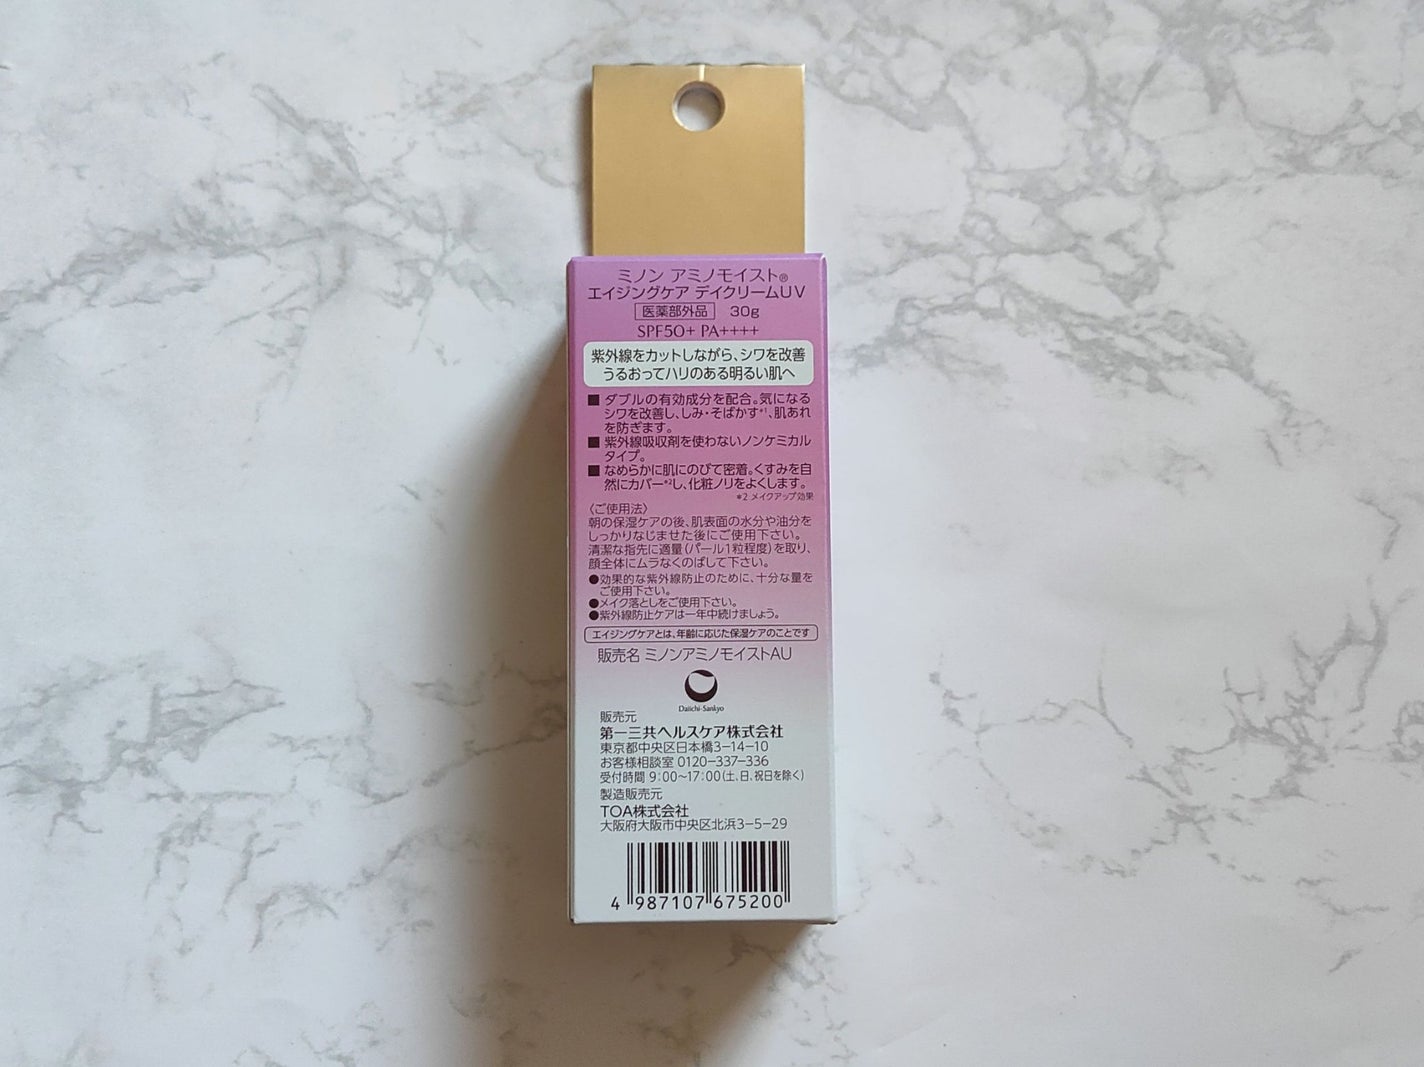 ミノン アミノモイスト®
エイジングケア デイクリームUV
医薬部外品 30g
SPF50+ PA++++
紫外線をカットしながら、シワを改善
うるおってハリのある明るい肌へ
■ ダブルの有効成分を配合。気になる
シワを改善し、しみ・そばかす*1、肌あれ
を防ぎます。
■ 紫外線吸収剤を使わないノンケミカル
タイプ。
■ なめらかに肌にのびて密着。くすみを自
然にカバー*2し、化粧ノリをよくします。
*2 メイクアップ効果
〈ご使用法〉
朝の保湿ケアの後、肌表面の水分や油分を
しっかりなじませた後にご使用下さい。
清潔な指先に適量(パール1粒程度)を取り、
顔全体にムラなくのばして下さい。
●効果的な紫外線防止のために、十分な量を
ご使用下さい。
●メイク落としをご使用下さい。
●紫外線防止ケアは一年中続けましょう。
エイジングケアとは、年齢に応じた保湿ケアのことです
販売名 ミノンアミノモイストAU
Daiichi-Sankyo
販売元
第一三共ヘルスケア株式会社
東京都中央区日本橋3-14-10
お客様相談室 0120-337-336
受付時間 9:00~17:00(土、日、祝日を除く)
製造販売元
TOA株式会社
大阪府大阪市中央区北浜3-5-29
4 987107 675200